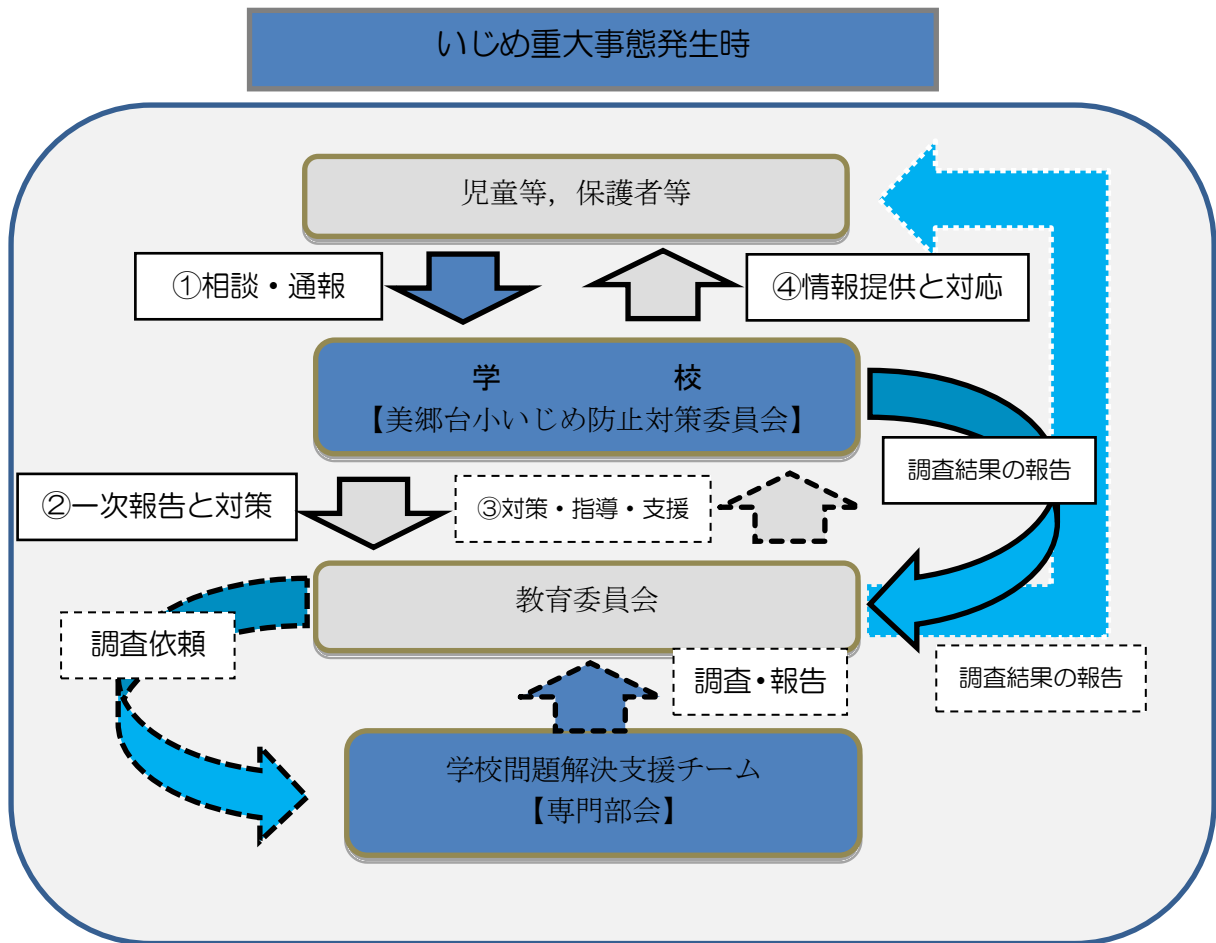 いじめ重大事態発生時
児童等，保護者等
①相談・通報
④情報提供と対応
学　　　校
【美郷台小いじめ防止対策委員会】
調査結果の報告
②一次報告と対策
③対策・指導・支援
教育委員会
調査依頼
調査・報告
調査結果の報告
学校問題解決支援チーム
【専門部会】